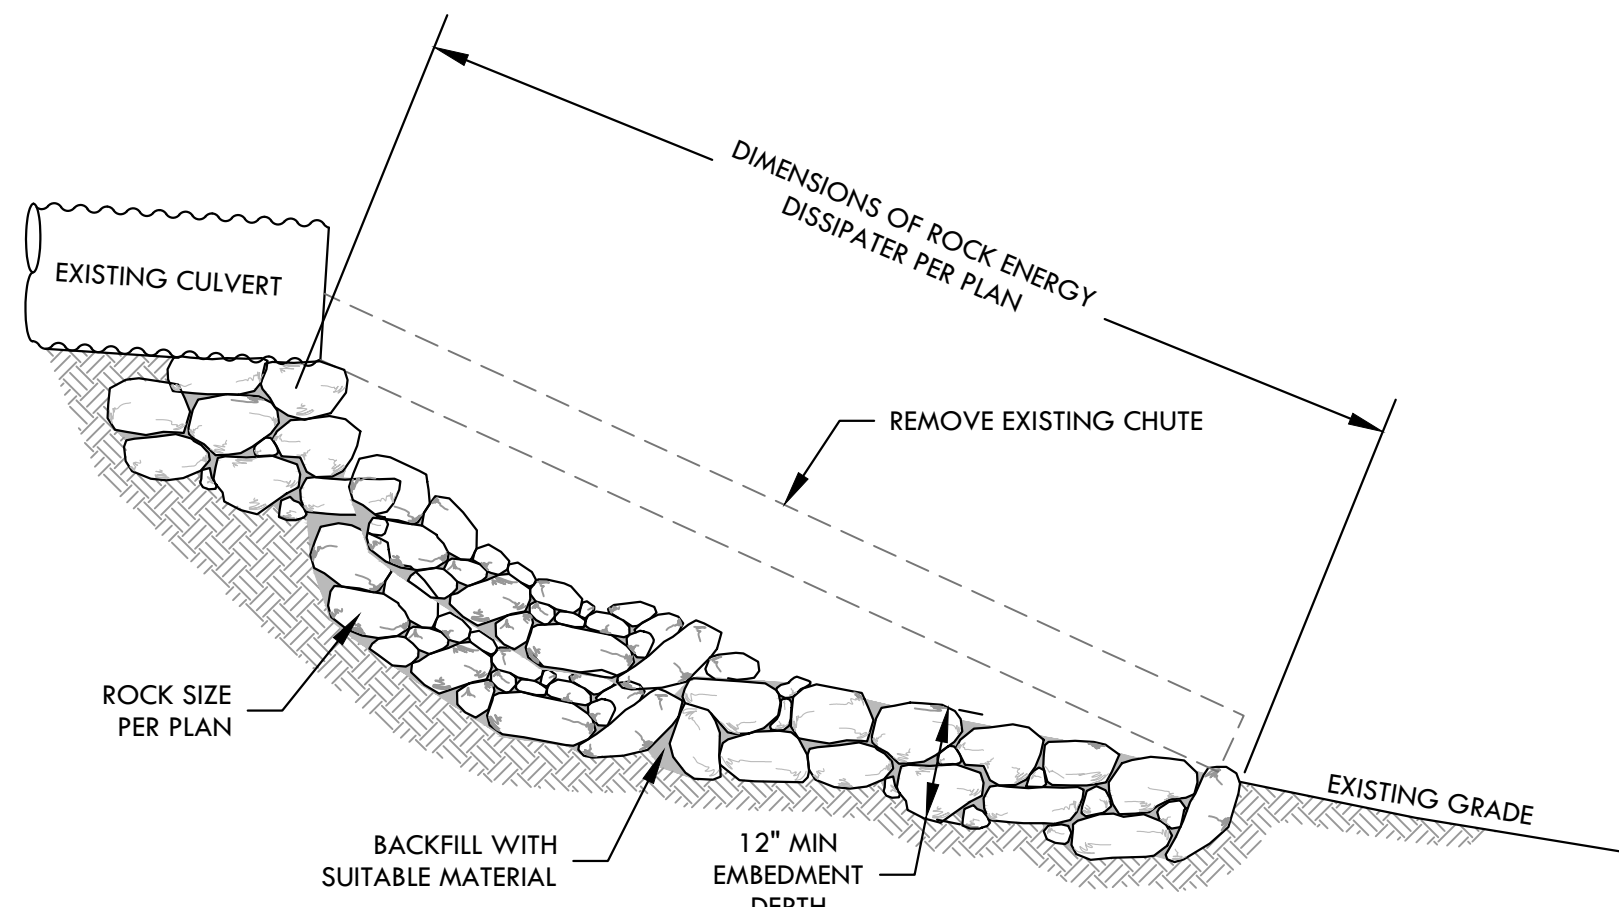 DIMENSIONS OF ROCK ENERGY
DISSIPATER PER PLAN
EXISTING CULVERT
REMOVE EXISTING CHUTE
ROCK SIZE
PER PLAN
EXISTING GRADE
BACKFILL WITH
SUITABLE MATERIAL
12" MIN
EMBEDMENT
DEPTH